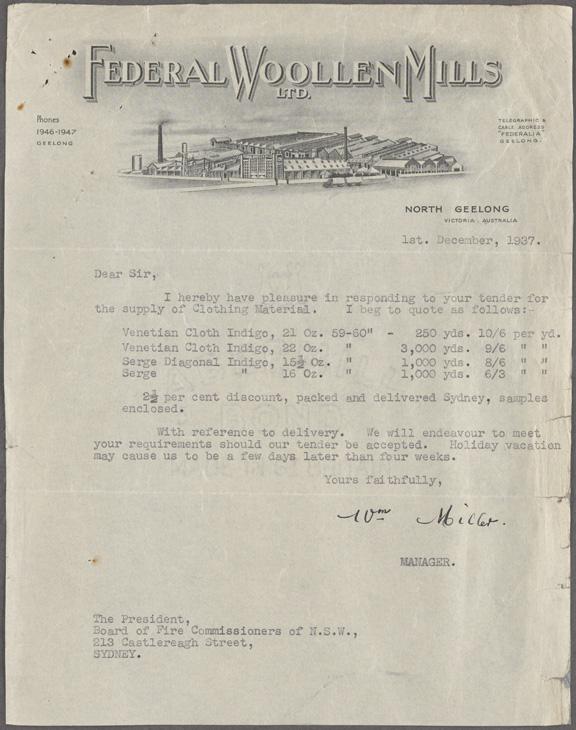 FEDERAL WOOLLEN MILLS
LTD.
Phones
1946-1947
GEELONG
TELEGRAPHIC &
CABLE ADDRESS
"FEDERALIA"
GEELONG.
NORTH GEELONG
VICTORIA. AUSTRALIA
1st. December, 1937.
Dear Sir,
I hereby have pleasure in responding to your tender for
the supply of Clothing Material. I beg to quote as follows:-
Venetian Cloth Indigo, 21 Oz. 59-60" - 250 yds. 10/6 per yd.
Venetian Cloth Indigo, 22 Oz. " 3,000 yds. 9/6 " "
Serge Diagonal Indigo, 15½ Oz. " 1,000 yds. 8/6 " "
Serge " 16 Oz. " 1,000 yds. 6/3 " "
2½ per cent discount, packed and delivered Sydney, samples
enclosed.
With reference to delivery. We will endeavour to meet
your requirements should our tender be accepted. Holiday vacation
may cause us to be a few days later than four weeks.
Yours faithfully,
Wm Miller.
MANAGER.
The President,
Board of Fire Commissioners of N.S.W.,
213 Castlereagh Street,
SYDNEY.